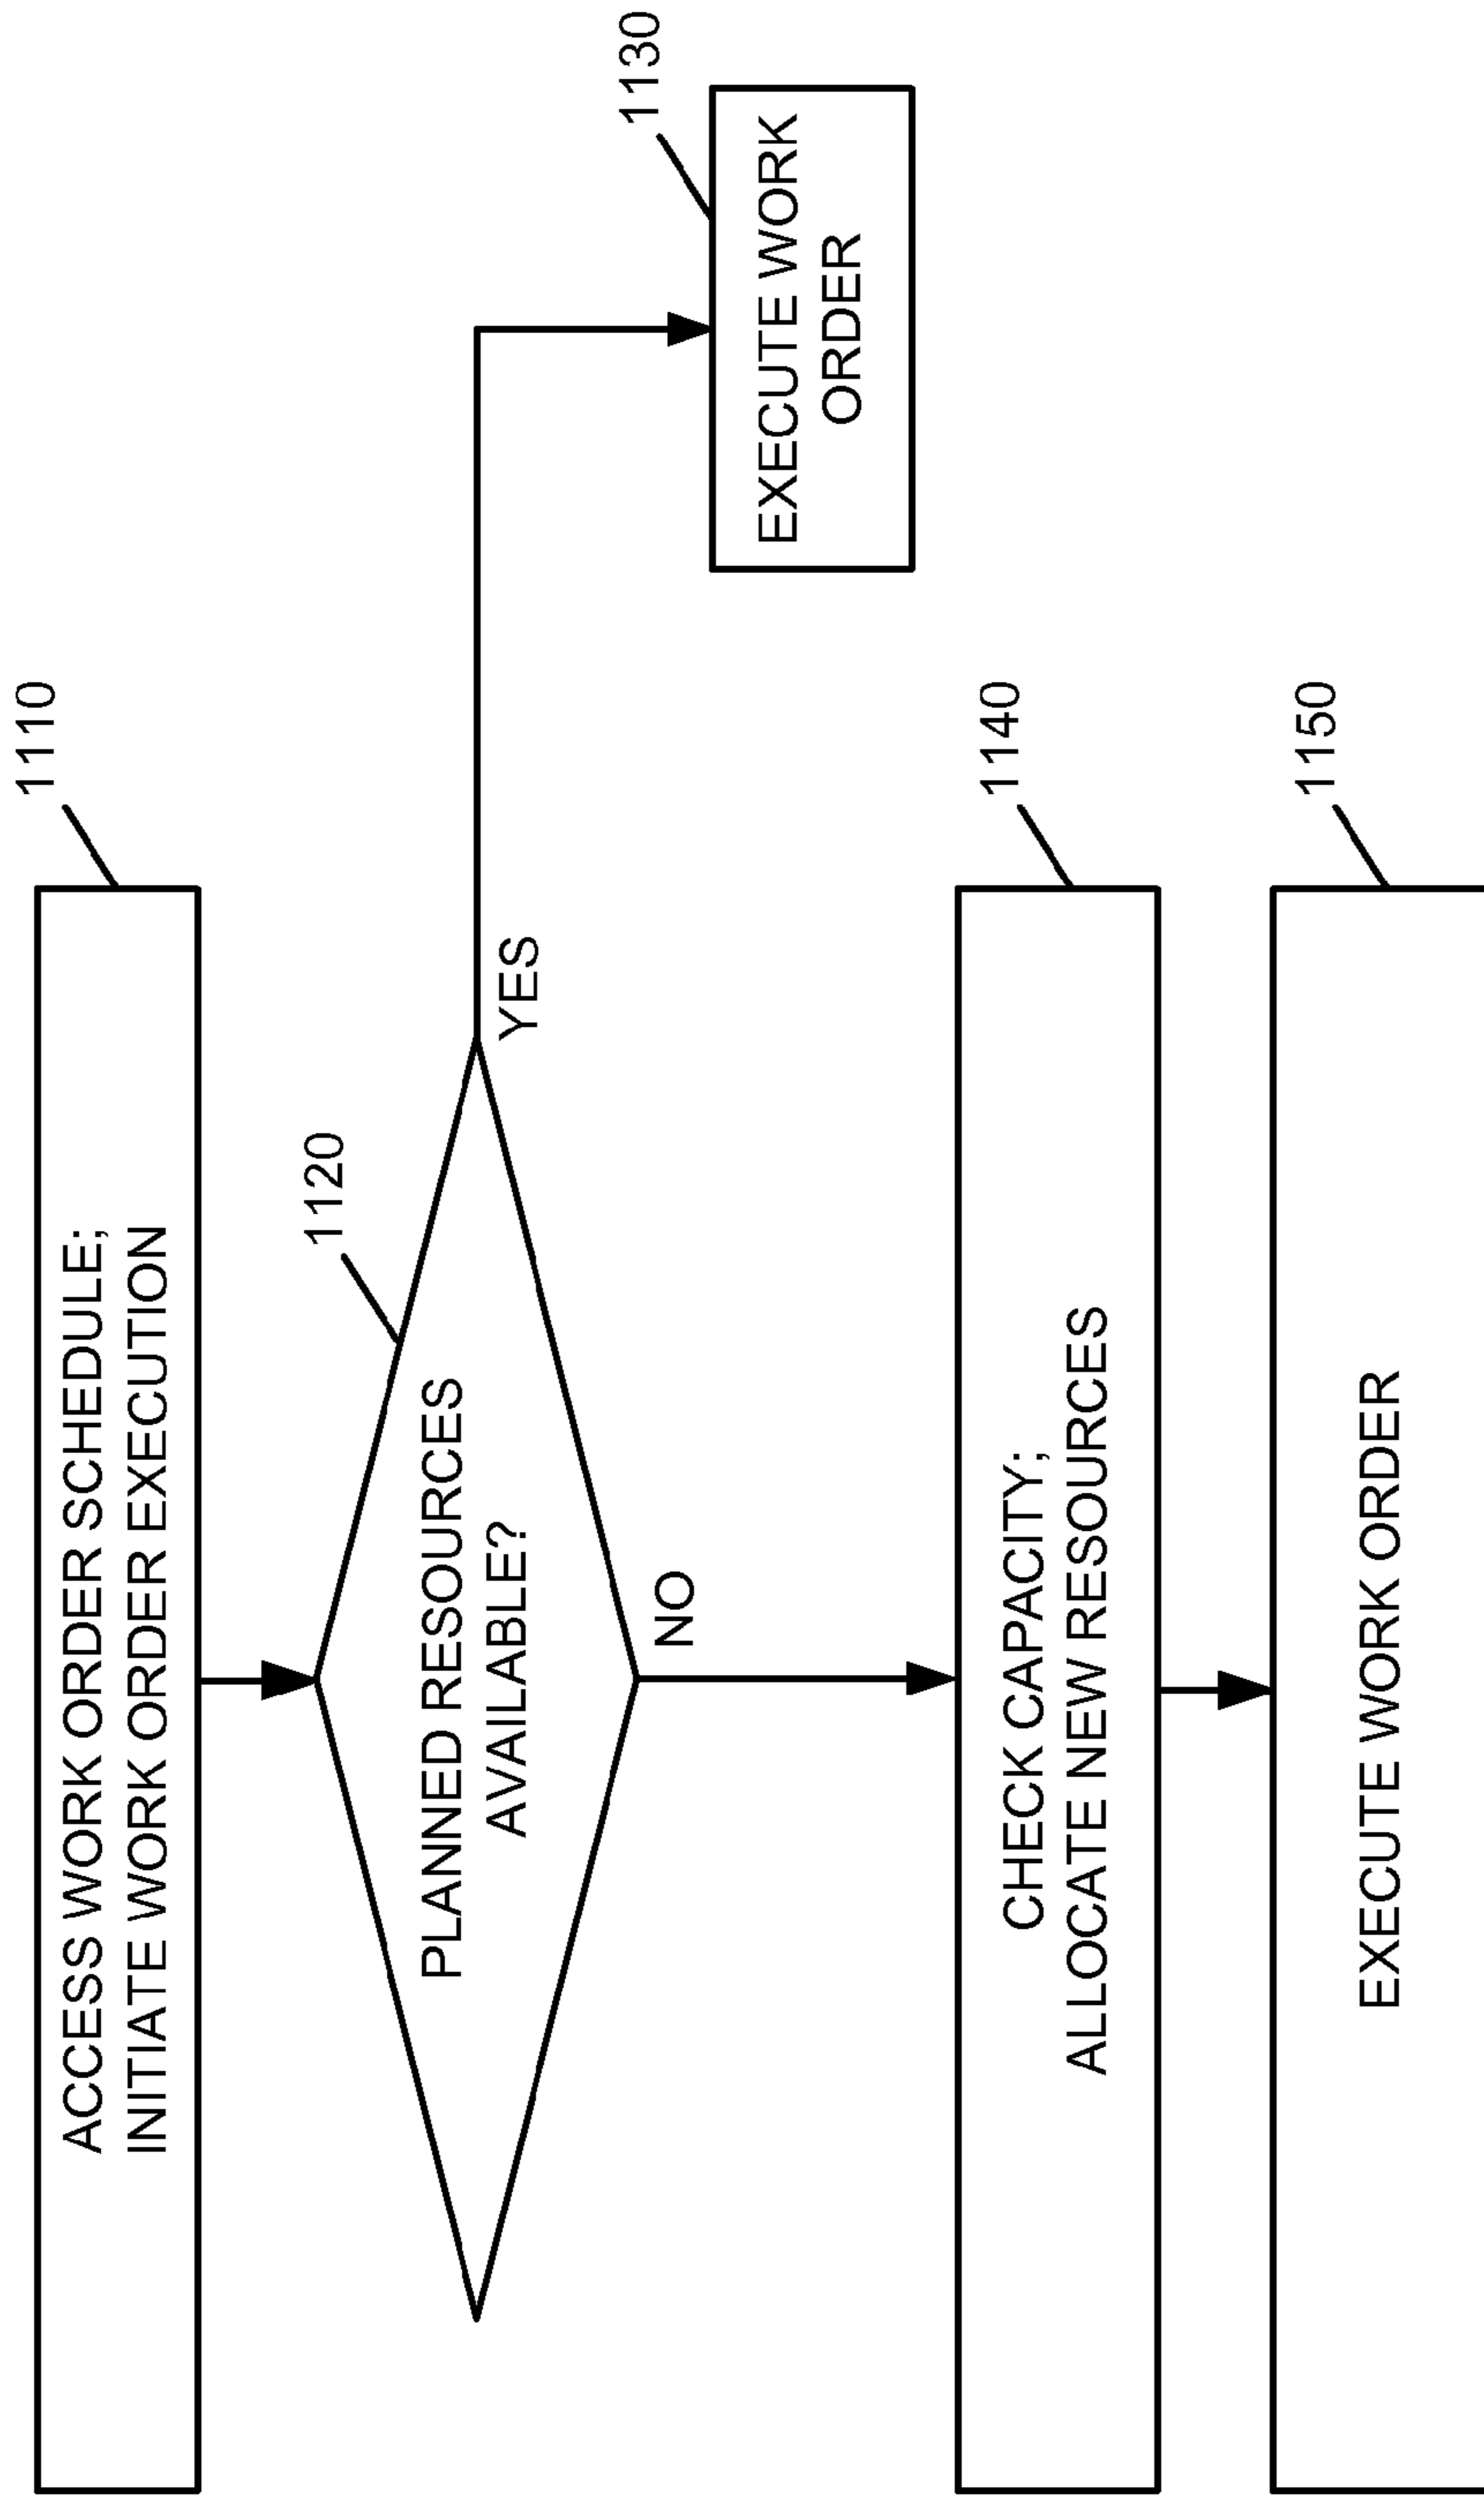 1110
ACCESS WORK ORDER SCHEDULE;
INITIATE WORK ORDER EXECUTION
1120
PLANNED RESOURCES
AVAILABLE?
YES
NO
1130
EXECUTE WORK
ORDER
1140
CHECK CAPACITY;
ALLOCATE NEW RESOURCES
1150
EXECUTE WORK ORDER